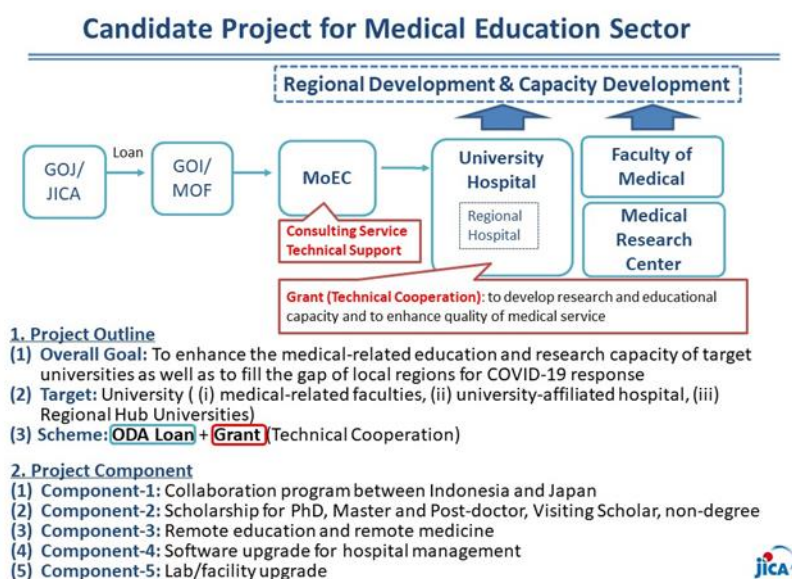 Candidate Project for Medical Education Sector
Regional Development & Capacity Development
GOJ/
JICA
Loan
GOI/
MOF
MoEC
University
Hospital
Regional
Hospital
Faculty of
Medical
Medical
Research
Center
Consulting Service
Technical Support
Grant (Technical Cooperation): to develop research and educational
capacity and to enhance quality of medical service
1. Project Outline
(1) Overall Goal: To enhance the medical-related education and research capacity of target
universities as well as to fill the gap of local regions for COVID-19 response
(2) Target: University ( (i) medical-related faculties, (ii) university-affiliated hospital, (iii)
Regional Hub Universities)
(3) Scheme: ODA Loan + Grant (Technical Cooperation)
2. Project Component
(1) Component-1: Collaboration program between Indonesia and Japan
(2) Component-2: Scholarship for PhD, Master and Post-doctor, Visiting Scholar, non-degree
(3) Component-3: Remote education and remote medicine
(4) Component-4: Software upgrade for hospital management
(5) Component-5: Lab/facility upgrade
jICA